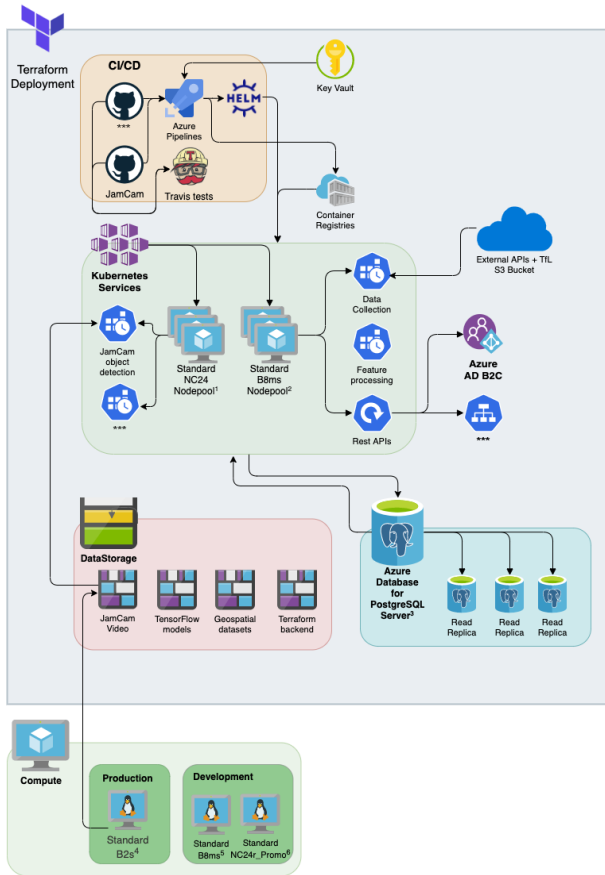 Terraform
Deployment
CI/CD
***
Azure
Pipelines
HELM
Key Vault
JamCam
T
Travis tests
Container
Registries
External APIs + TfL
S3 Bucket
Kubernetes
Services
Data
Collection
JamCam
object
detection
Standard
NC24
Nodepool¹
Standard
B8ms
Nodepool²
Feature
processing
Azure
AD B2C
***
Rest APIs
***
DataStorage
JamCam
Video
TensorFlow
models
Geospatial
datasets
Terraform
backend
Azure
Database
for
PostgreSQL
Server³
Read
Replica
Read
Replica
Read
Replica
Compute
Production
Standard
B2s⁴
Development
Standard
B8ms⁵
Standard
NC24r_Promo⁶